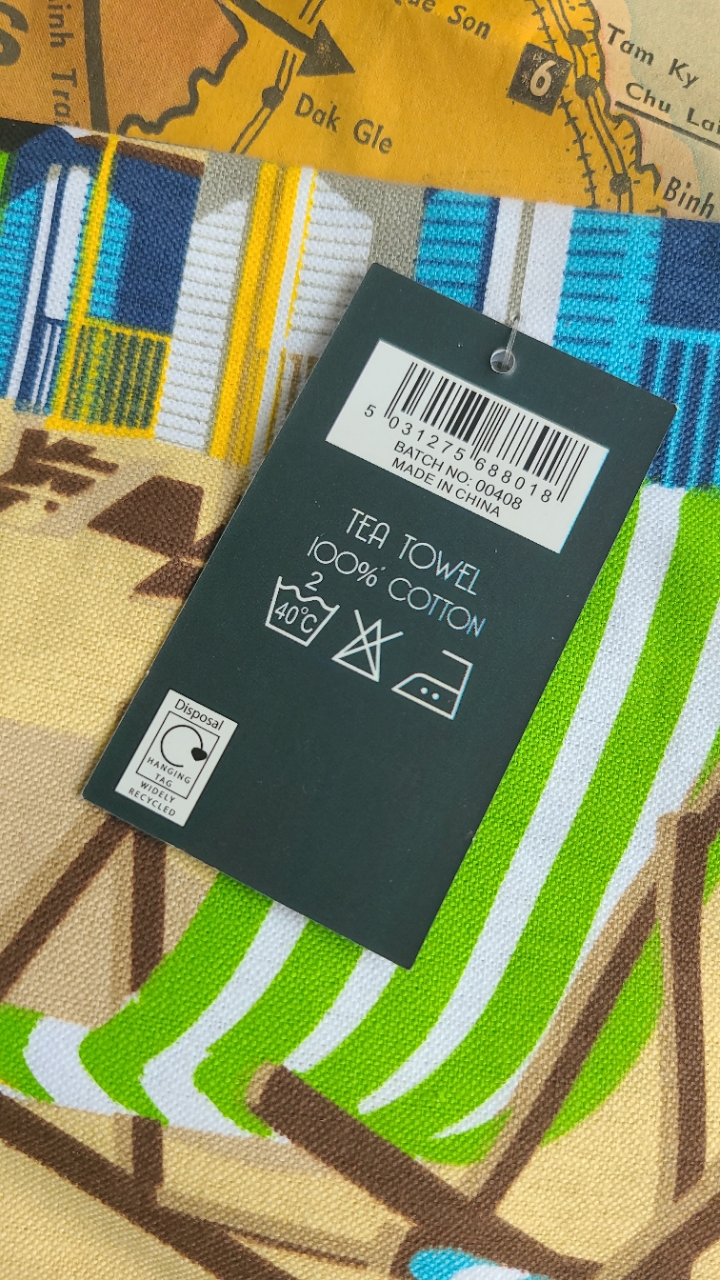 Son
Tam Ky
Chu Lai
6
Dak Gle
Binh
5 031275 688018
BATCH NO: 00408
MADE IN CHINA
TEA TOWEL
100% COTTON
2
40°C
Disposal
HANGING
TAG
WIDELY
RECYCLED